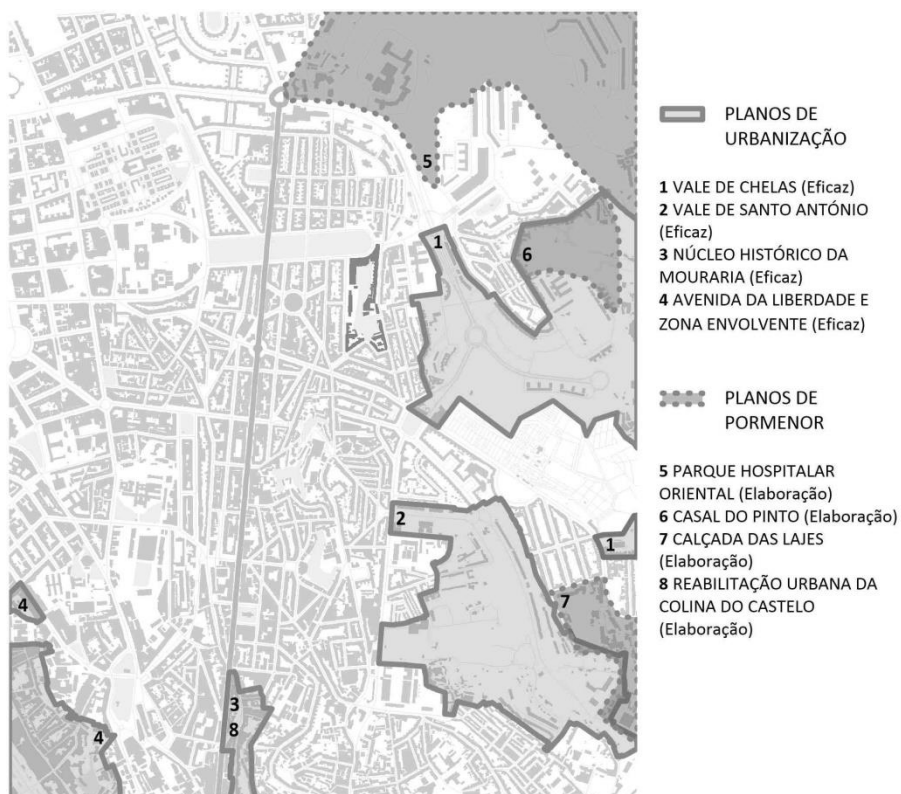 5
1
6
2
1
7
4
3
8
4
PLANOS DE
URBANIZAÇÃO
1 VALE DE CHELAS (Eficaz)
2 VALE DE SANTO ANTÓNIO
(Eficaz)
3 NÚCLEO HISTÓRICO DA
MOURARIA (Eficaz)
4 AVENIDA DA LIBERDADE E
ZONA ENVOLVENTE (Eficaz)
PLANOS DE
PORMENOR
5 PARQUE HOSPITALAR
ORIENTAL (Elaboração)
6 CASAL DO PINTO (Elaboração)
7 CALÇADA DAS LAJES
(Elaboração)
8 REABILITAÇÃO URBANA DA
COLINA DO CASTELO
(Elaboração)